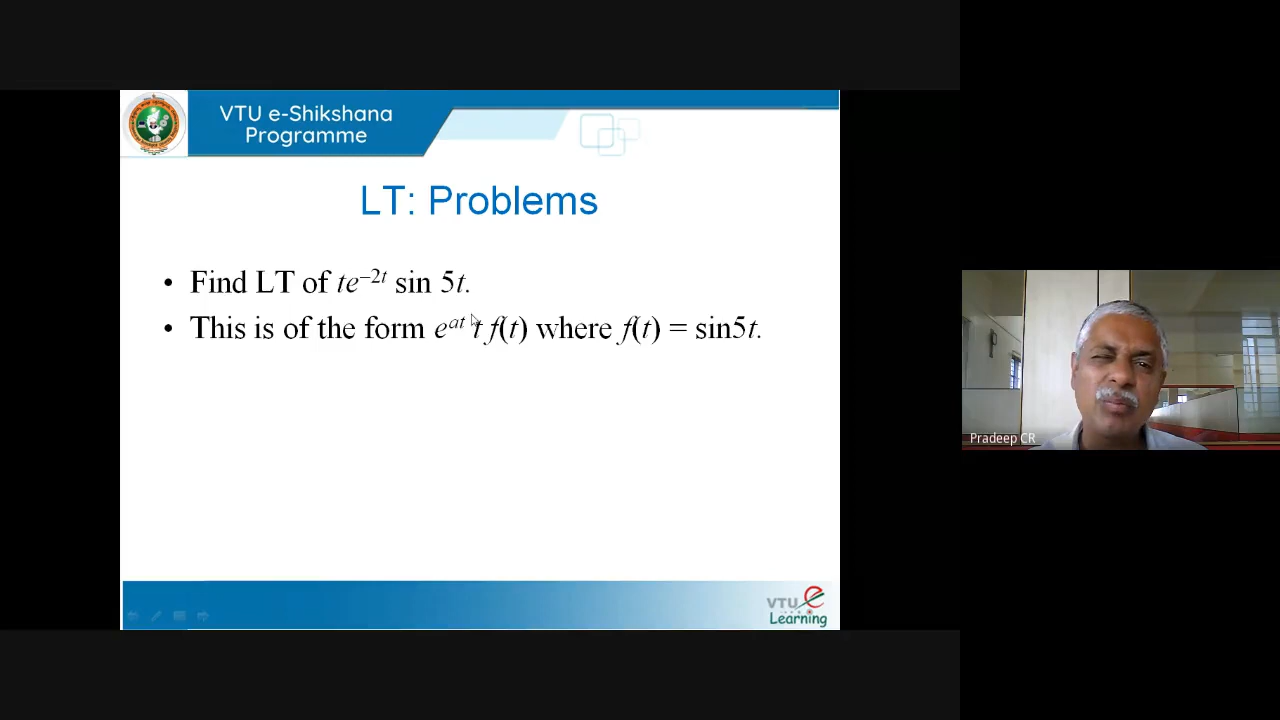 VTU e-Shikshana
Programme
LT: Problems
• Find LT of te⁻²ᵗ sin 5t.
• This is of the form eᵃᵗ t f(t) where f(t) = sin5t.
Pradeep CR
VTU e
Learning